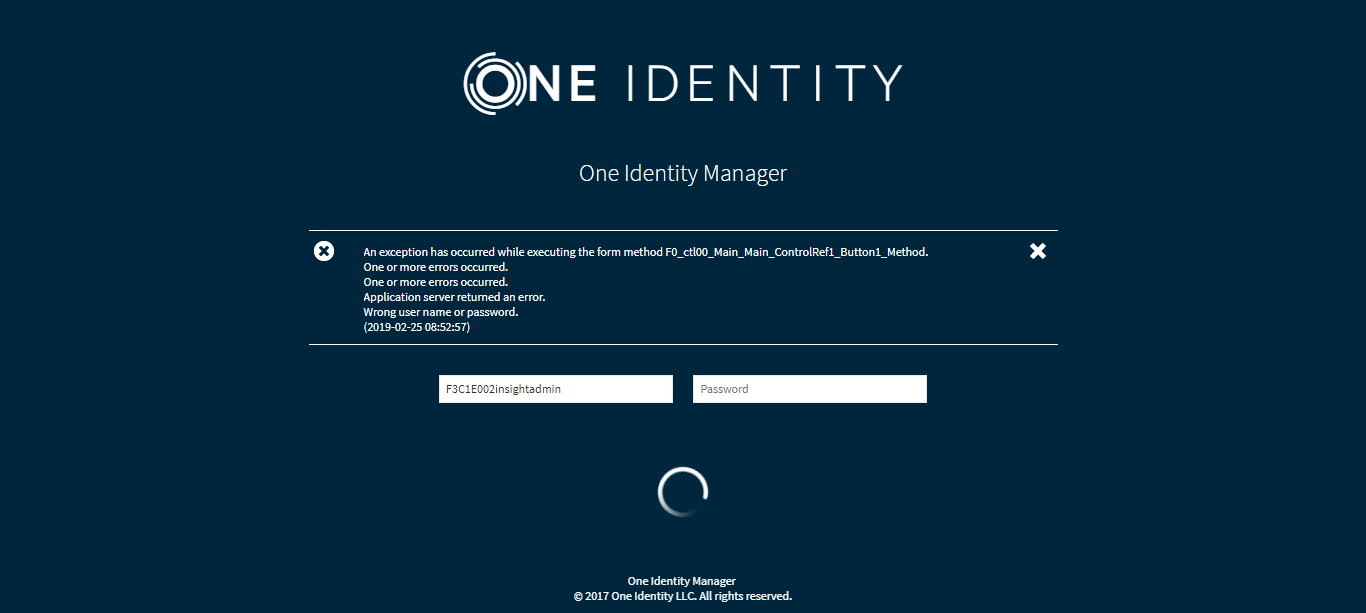 ONE IDENTITY
One Identity Manager
An exception has occurred while executing the form method F0_ctl00_Main_Main_ControlRef1_Button1_Method.
One or more errors occurred.
One or more errors occurred.
Application server returned an error.
Wrong user name or password.
(2019-02-25 08:52:57)
F3C1E002insightadmin
Password
One Identity Manager
© 2017 One Identity LLC. All rights reserved.